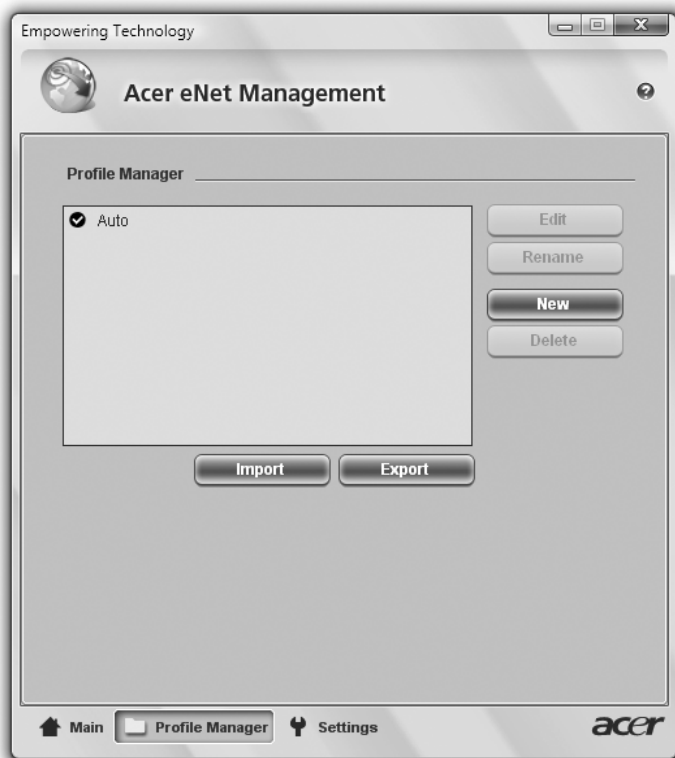 Empowering Technology
Acer eNet Management
Profile Manager
Auto
Edit
Rename
New
Delete
Import
Export
Main
Profile Manager
Settings
acer